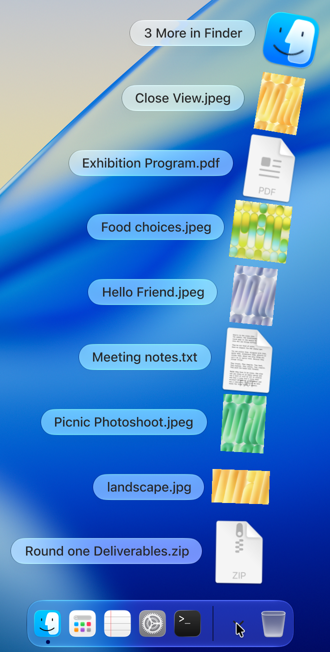 3 More in Finder
Close View.jpeg
Exhibition Program.pdf
PDF
Food choices.jpeg
Hello Friend.jpeg
Meeting notes.txt
Picnic Photoshoot.jpeg
landscape.jpg
Round one Deliverables.zip
ZIP
>_